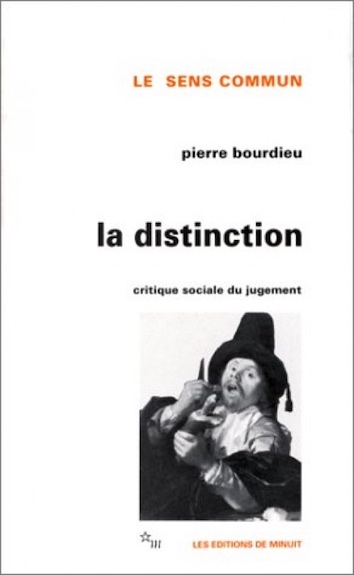 LE SENS COMMUN
pierre bourdieu
la distinction
critique sociale du jugement
LES EDITIONS DE MINUIT